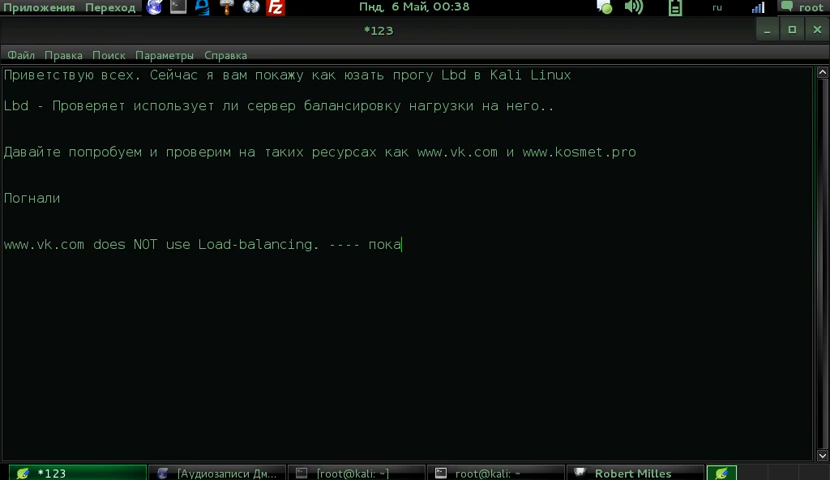 Приложения Переход Пнд, 6 Май, 00:38 ru root
*123
Файл Правка Поиск Параметры Справка
Приветствую всех. Сейчас я вам покажу как юзать прогу Lbd в Kali Linux
Lbd - Проверяет использует ли сервер балансировку нагрузки на него..
Давайте попробуем и проверим на таких ресурсах как www.vk.com и www.kosmet.pro
Погнали
www.vk.com does NOT use Load-balancing. ---- пока
*123 [Аудиозаписи Дм... [root@kali: ~] root@kali: ~ Robert Milles